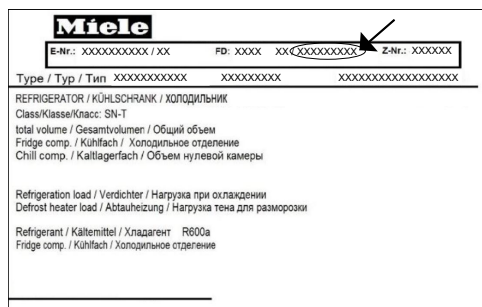 Miele
E-Nr.: XXXXXXXXXX / XX FD: XXXX XX XXXXXXXXX Z-Nr.: XXXXXX
Type / Typ / Тип XXXXXXXXXXX XXXXXXXXX XXXXXXXXXXXXXXXXXX
REFRIGERATOR / KÜHLSCHRANK / ХОЛОДИЛЬНИК
Class/Klasse/Класс: SN-T
total volume / Gesamtvolumen / Общий объем
Fridge comp. / Kühlfach / Холодильное отделение
Chill comp. / Kaltlagerfach / Объем нулевой камеры
Refrigeration load / Verdichter / Нагрузка при охлаждении
Defrost heater load / Abtauheizung / Нагрузка тена для разморозки
Refrigerant / Kältemittel / Хладагент R600a
Fridge comp. / Kühlfach / Холодильное отделение